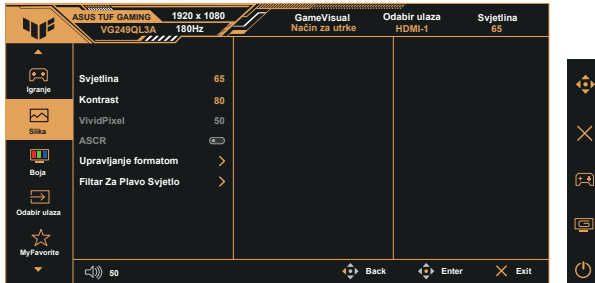 ASUS TUF GAMING 1920 x 1080
VG249QL3A 180Hz
GameVisual
Način za utrke
Odabir ulaza
HDMI-1
Svjetlina
65
Igranje
Slika
Boja
Odabir ulaza
MyFavorite
Svjetlina 65
Kontrast 80
VividPixel 50
ASCR
Upravljanje formatom
Filtar Za Plavo Svjetlo
50
Back
Enter
Exit